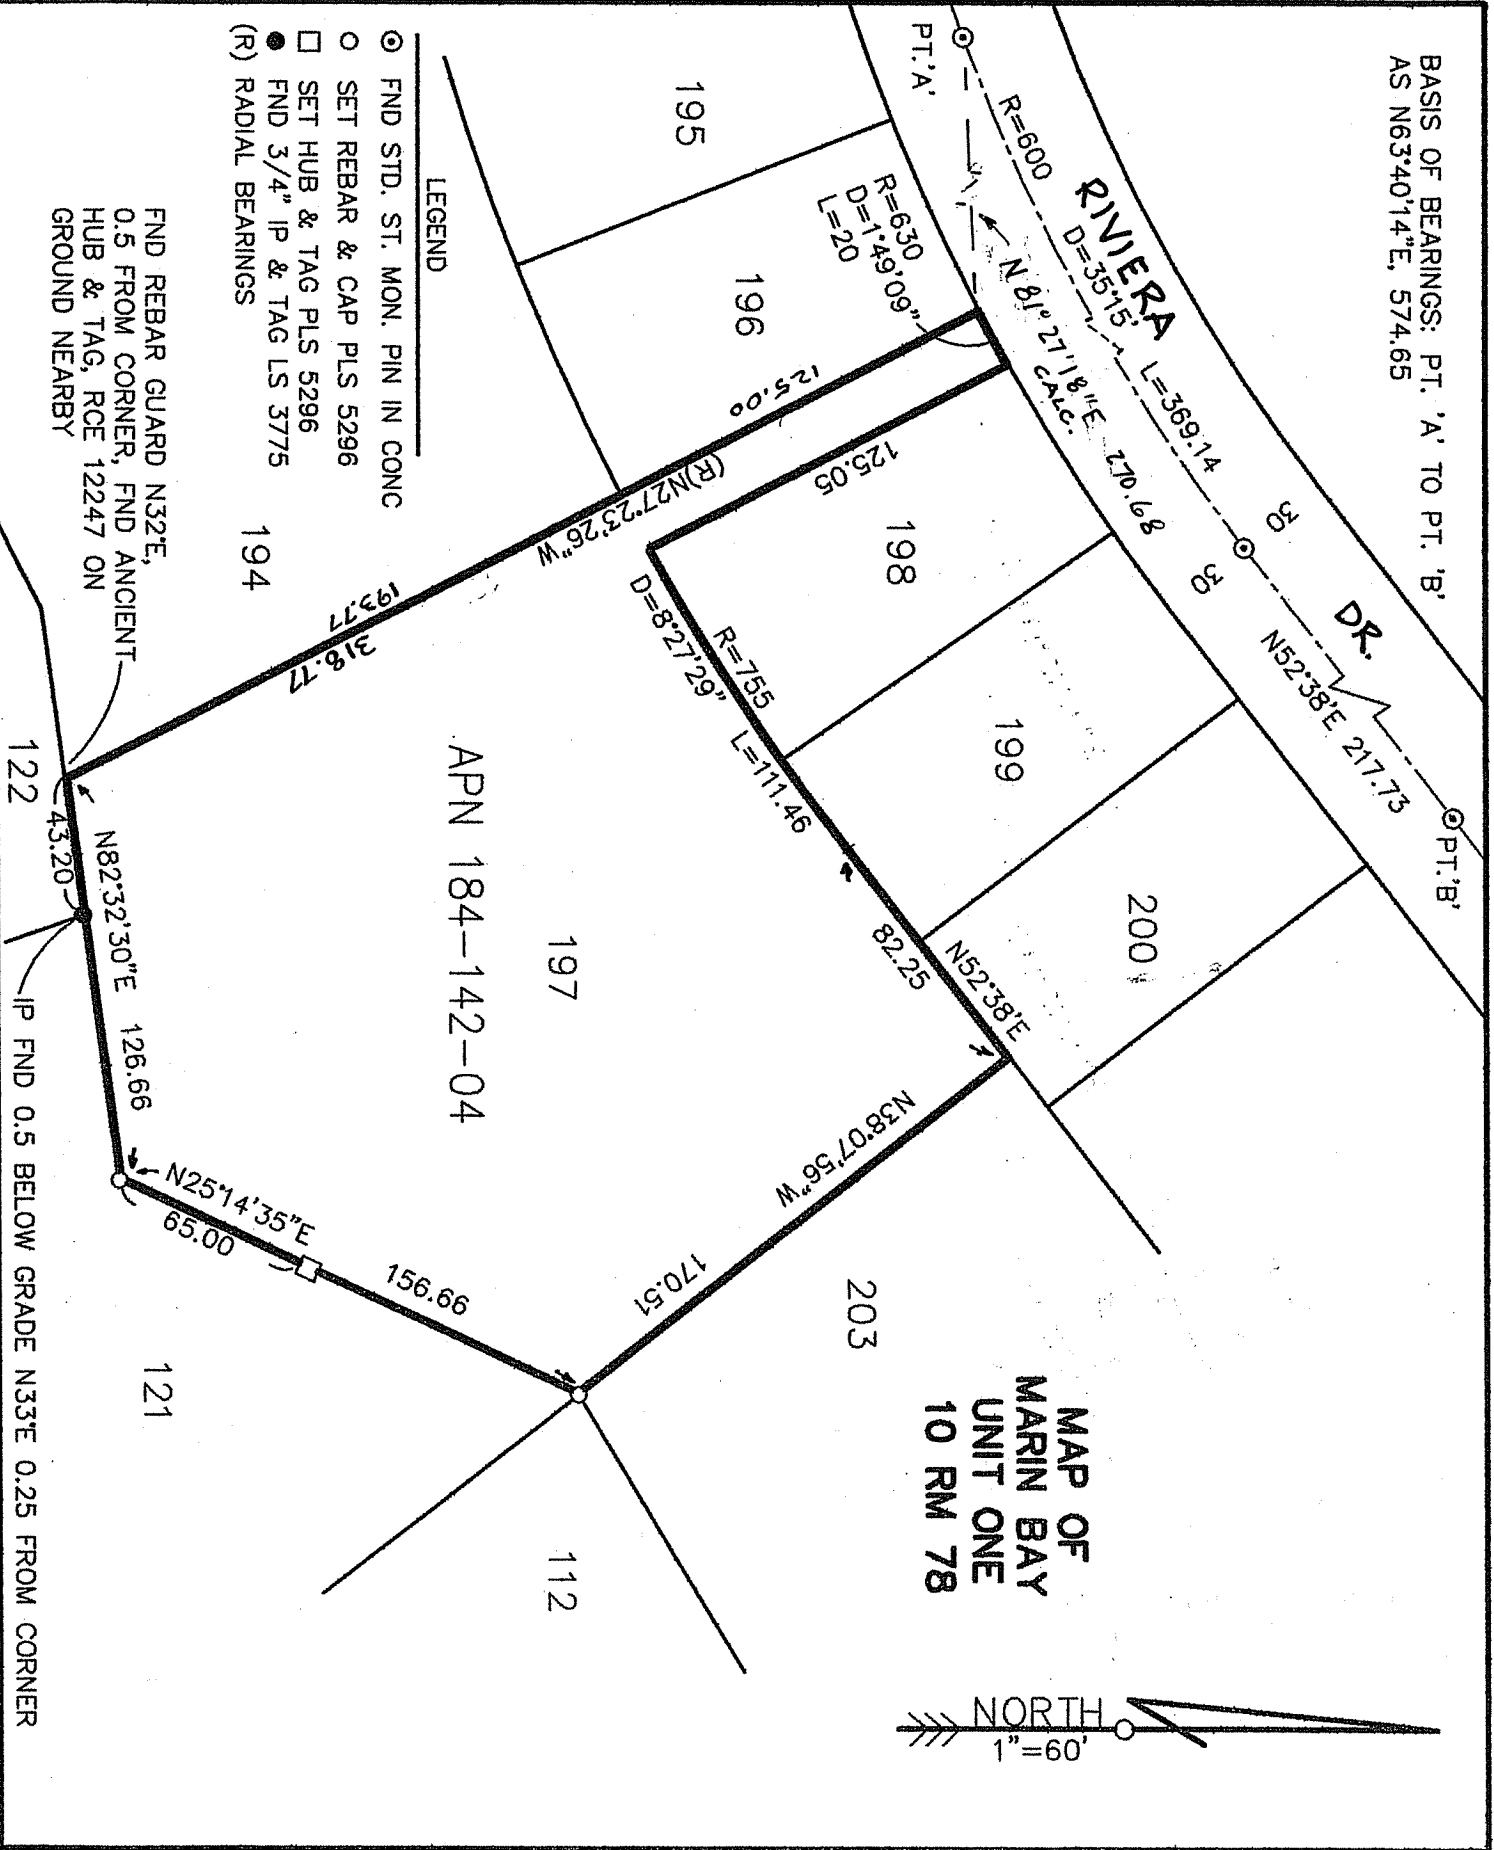 BASIS OF BEARINGS: PT. 'A' TO PT. 'B'
AS N63°40'14"E, 574.65
PT.'A'
R=600
RIVIERA
D=35°15'
L=369.14
30
30
DR.
N52°38'E 217.73
PT.'B'
N 81° 27' 18" E 270.68
CALC.
R=630
D=1°49'09"
L=20
195
196
125.00
125.05
(R)N27°23'26"W
193.77
318.77
198
199
200
R=755
D=8°27'29"
L=111.46
82.25
N52°38'E
N38°07'56"W
170.51
203
MAP OF
MARIN BAY
UNIT ONE
10 RM 78
NORTH
1"=60'
197
APN 184-142-04
194
LEGEND
FND STD. ST. MON. PIN IN CONC
SET REBAR & CAP PLS 5296
SET HUB & TAG PLS 5296
FND 3/4" IP & TAG LS 3775
(R) RADIAL BEARINGS
FND REBAR GUARD N32°E,
0.5 FROM CORNER, FND ANCIENT
HUB & TAG, RCE 12247 ON
GROUND NEARBY
122
43.20
N82°32'30"E 126.66
N25°14'35"E
65.00
156.66
121
112
IP FND 0.5 BELOW GRADE N33°E 0.25 FROM CORNER